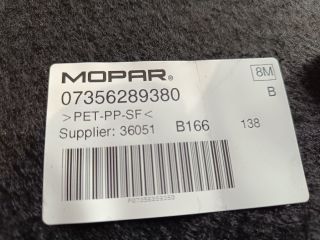 MOPAR®
8M
07356289380
B
>PET-PP-SF<
Supplier: 36051 B166 138